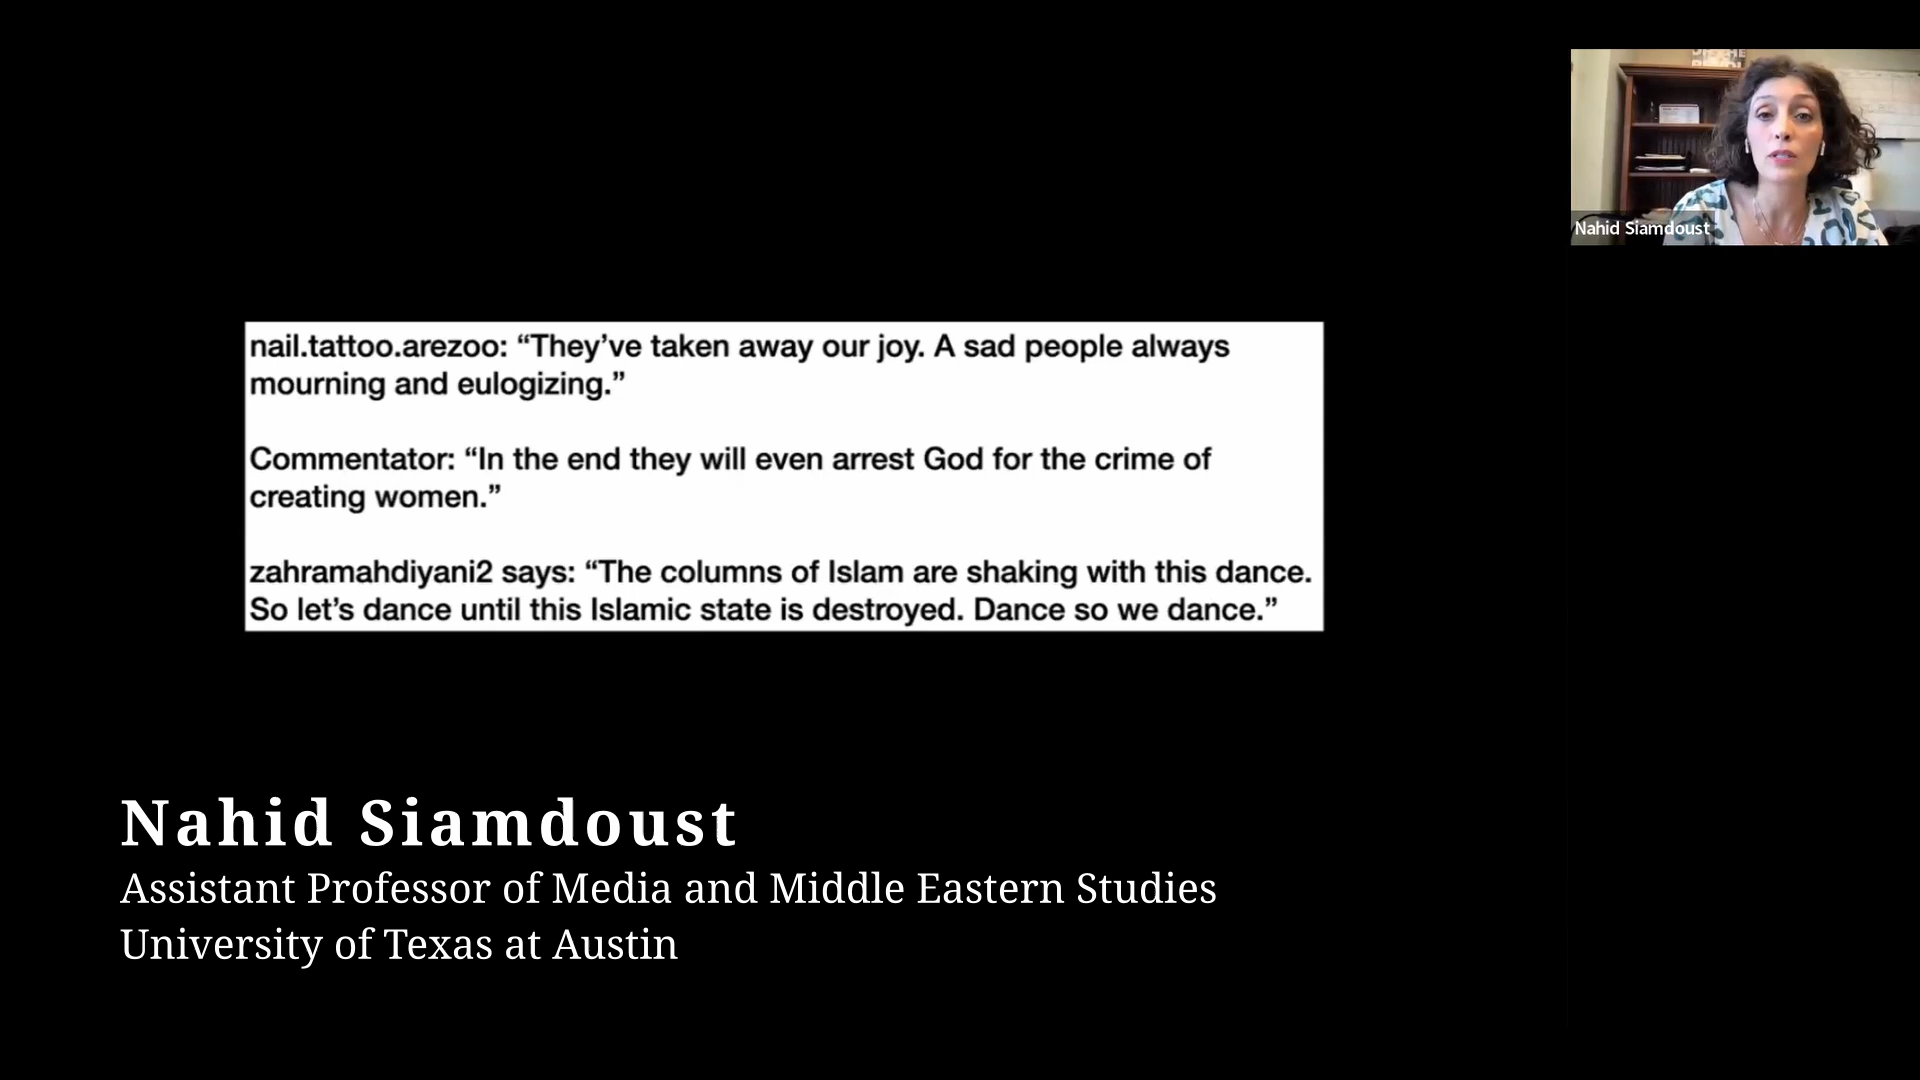 nail.tattoo.arezoo: “They’ve taken away our joy. A sad people always
mourning and eulogizing.”
Commentator: “In the end they will even arrest God for the crime of
creating women.”
zahramahdiyani2 says: “The columns of Islam are shaking with this dance.
So let’s dance until this Islamic state is destroyed. Dance so we dance.”
Nahid Siamdoust
Nahid Siamdoust
Assistant Professor of Media and Middle Eastern Studies
University of Texas at Austin